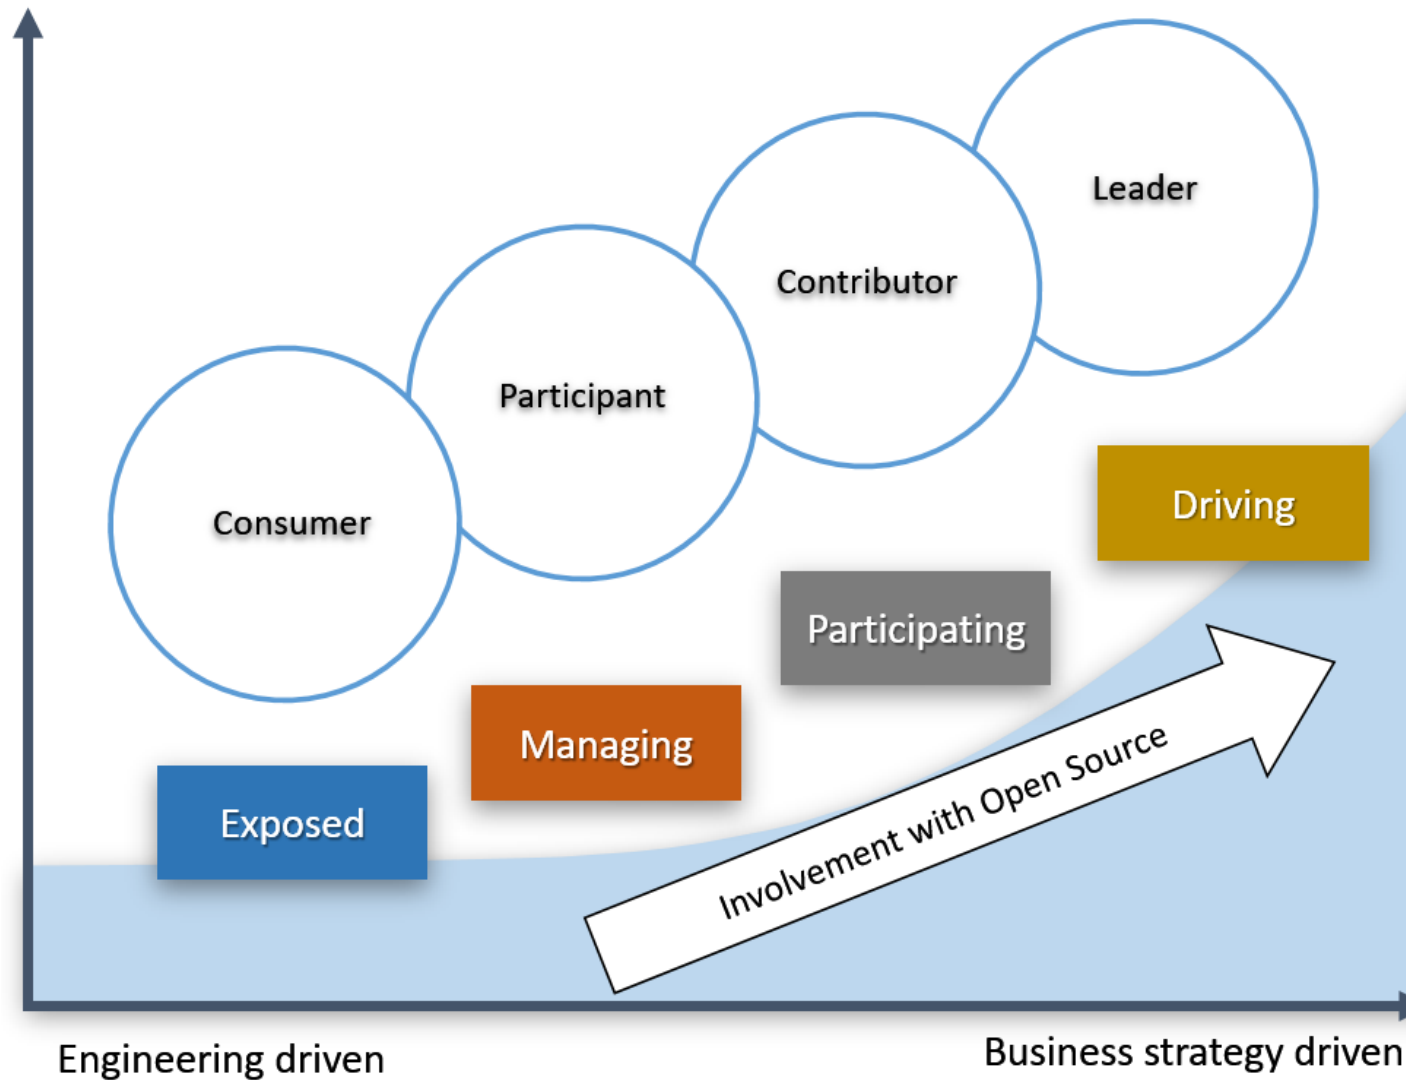 Leader
Contributor
Participant
Consumer
Driving
Participating
Managing
Exposed
Involvement with Open Source
Engineering driven
Business strategy driven